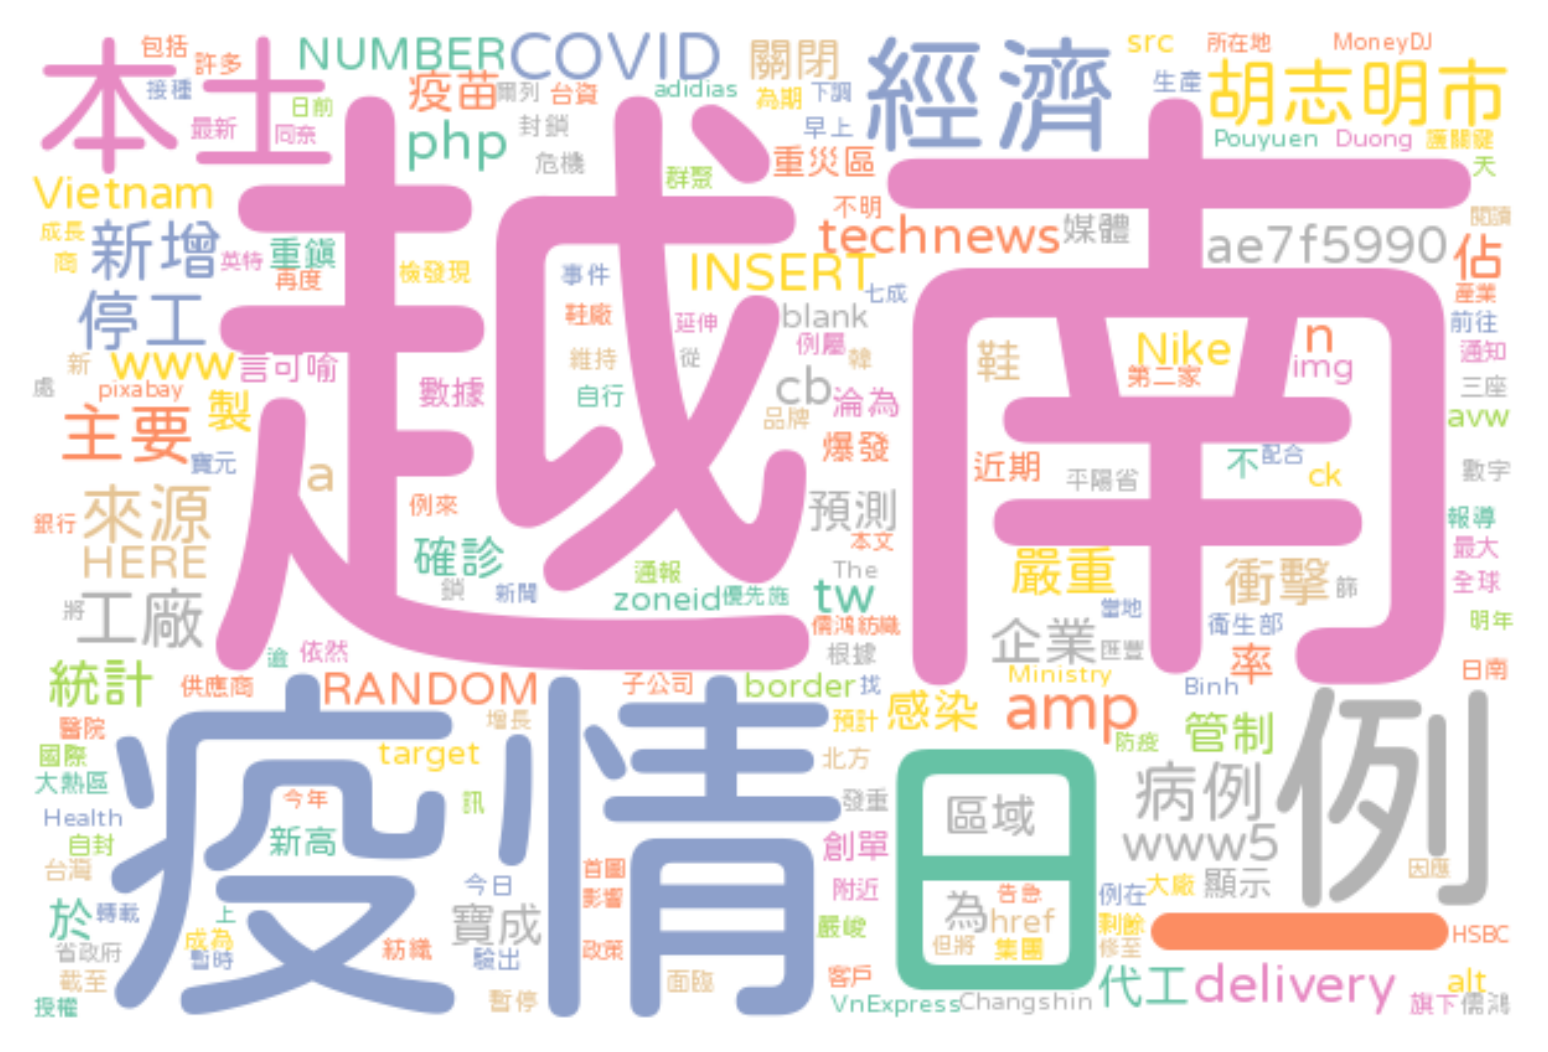 本土
包括
許多
NUMBER
COVID
關閉
經濟
src
所在地
MoneyDJ
接種
日前
疫苗
爾列
台資
adidias
為期
下調
生產
胡志明市
最新
同奈
php
封鎖
早上
Pouyuen
Duong
護關鍵
危機
群聚
重災區
天
Vietnam
越南
不明
technews
媒體
ae7f5990
閱讀
佔
成長
新增
商
英特
重鎮
再度
檢發現
事件
INSERT
七成
產業
停工
鞋廠
延伸
blank
前往
新
www
言可喻
維持
從
例屬
韓
鞋
Nike
n
img
通知
第二家
處
pixabay
製
數據
自行
cb
淪為
三座
主要
品牌
avw
寶元
a
爆發
近期
平陽省
不
配合
ck
數字
來源
例來
預測
銀行
報導
HERE
確診
本文
最大
嚴重
衝擊
篩
鎖
新聞
通報
The
全球
將
工廠
zoneid
優先施
tw
當地
儒鴻紡織
衛生部
明年
逾
依然
根據
企業
匯豐
率
日南
統計
供應商
RANDOM
子公司
border
找
Ministry
Binh
疫情
醫院
增長
預計
感染
amp
防疫
管制
例
國際
target
北方
日
大熱區
今年
訊
發重
區域
病例
Health
自封
新高
創單
www5
台灣
今日
首圖
附近
為
告急
href
例在
大廠
顯示
因應
於
轉載
上
影響
寶成
嚴峻
但將
集團
剩餘
修至
一
HSBC
省政府
成為
暫時
紡織
驗出
政策
截至
面臨
客戶
代工
delivery
alt
授權
暫停
VnExpress
Changshin
旗下
儒鴻